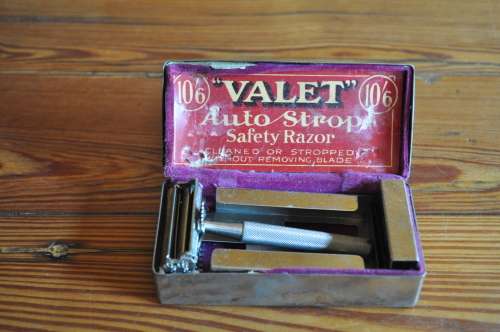 10/6 "VALET" 10/6
Auto Strop
Safety Razor
CLEANED OR STROPPED
WITHOUT REMOVING BLADE